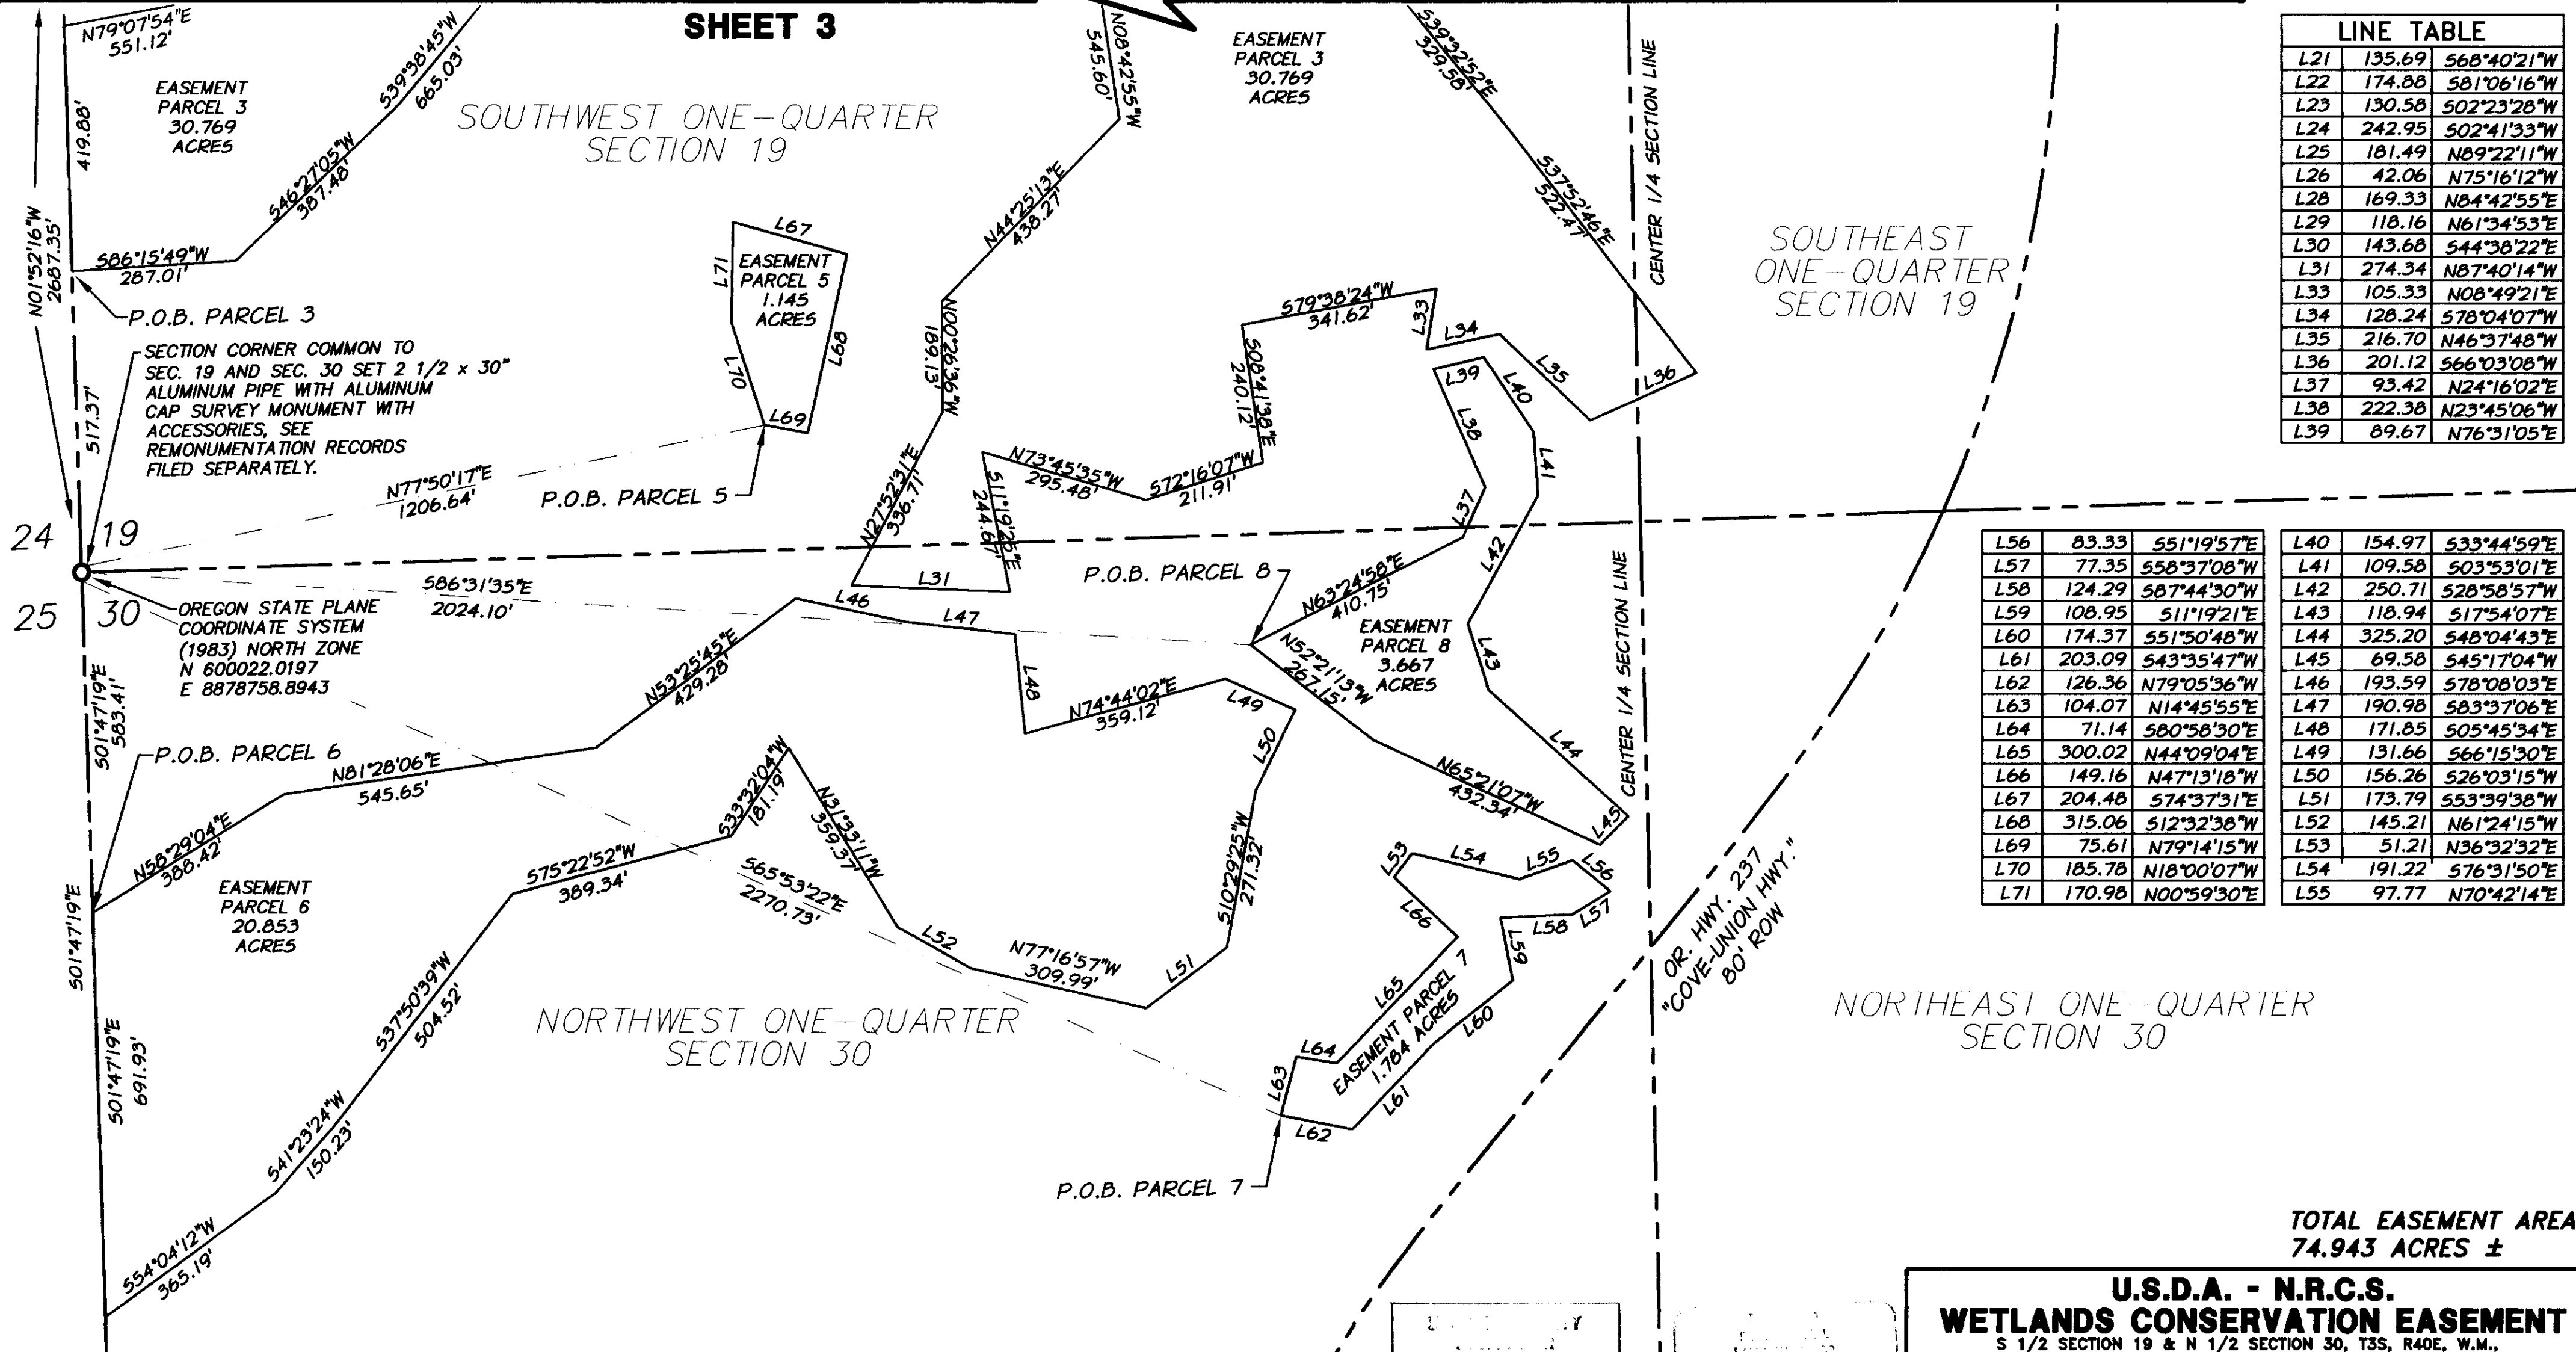 SHEET 3
N79°07'54"E
551.12'
419.88'
EASEMENT
PARCEL 3
30.769
ACRES
S39°38'45"W
665.03'
S46°27'05"W
387.48'
S86°15'49"W
287.01'
N01°52'16"W
2687.35'
P.O.B. PARCEL 3
SOUTHWEST ONE-QUARTER
SECTION 19
N08°42'55"W
545.60'
EASEMENT
PARCEL 3
30.769
ACRES
S39°32'52"E
329.58'
S37°52'46"E
522.47'
CENTER 1/4 SECTION LINE
SOUTHEAST
ONE-QUARTER
SECTION 19
SECTION CORNER COMMON TO
SEC. 19 AND SEC. 30 SET 2 1/2 x 30"
ALUMINUM PIPE WITH ALUMINUM
CAP SURVEY MONUMENT WITH
ACCESSORIES, SEE
REMONUMENTATION RECORDS
FILED SEPARATELY.
517.37'
L67
EASEMENT
PARCEL 5
1.145
ACRES
L71
L68
L70
L69
P.O.B. PARCEL 5
N77°50'17"E
1206.64'
N44°25'13"E
438.27'
N00°26'36"W
189.13'
N27°52'31"E
336.71'
S11°19'25"E
244.67'
N73°45'35"W
295.48'
S72°16'07"W
211.91'
S08°41'38"E
240.12'
S79°38'24"W
341.62'
L33
L34
L35
L36
L39
L40
L38
L41
L37
L42
L31
24
19
25
30
S86°31'35"E
2024.10'
OREGON STATE PLANE
COORDINATE SYSTEM
(1983) NORTH ZONE
N 600022.0197
E 8878758.8943
P.O.B. PARCEL 8
N63°24'58"E
410.75'
EASEMENT
PARCEL 8
3.667
ACRES
N52°21'13"W
267.15'
L43
L44
L45
N65°21'07"W
432.34'
CENTER 1/4 SECTION LINE
L46
L47
L48
N53°25'45"E
429.28'
N74°44'02"E
359.12'
L49
L50
S01°47'19"E
583.41'
P.O.B. PARCEL 6
N81°28'06"E
545.65'
N58°29'04"E
388.42'
EASEMENT
PARCEL 6
20.853
ACRES
S01°47'19"E
S01°47'19"E
691.93'
S33°32'04"W
181.19'
N31°33'11"W
359.37'
S75°22'52"W
389.34'
S65°53'22"E
2270.73'
S10°29'25"W
271.32'
L52
N77°16'57"W
309.99'
L51
S37°50'39"W
504.52'
S41°23'24"W
150.23'
S54°04'12"W
365.19'
NORTHWEST ONE-QUARTER
SECTION 30
L53
L54
L55
L56
L57
L58
L59
L66
L65
L60
EASEMENT PARCEL 7
1.784 ACRES
L64
L63
L61
L62
P.O.B. PARCEL 7
OR. HWY. 237
"COVE-UNION HWY."
80' ROW
NORTHEAST ONE-QUARTER
SECTION 30
LINE TABLE
L21 135.69 S68°40'21"W
L22 174.88 S81°06'16"W
L23 130.58 S02°23'28"W
L24 242.95 S02°41'33"W
L25 181.49 N89°22'11"W
L26 42.06 N75°16'12"W
L28 169.33 N84°42'55"E
L29 118.16 N61°34'53"E
L30 143.68 S44°38'22"E
L31 274.34 N87°40'14"W
L33 105.33 N08°49'21"E
L34 128.24 S78°04'07"W
L35 216.70 N46°37'48"W
L36 201.12 S66°03'08"W
L37 93.42 N24°16'02"E
L38 222.38 N23°45'06"W
L39 89.67 N76°31'05"E
L56 83.33 S51°19'57"E
L57 77.35 S58°37'08"W
L58 124.29 S87°44'30"W
L59 108.95 S11°19'21"E
L60 174.37 S51°50'48"W
L61 203.09 S43°35'47"W
L62 126.36 N79°05'36"W
L63 104.07 N14°45'55"E
L64 71.14 S80°58'30"E
L65 300.02 N44°09'04"E
L66 149.16 N47°13'18"W
L67 204.48 S74°37'31"E
L68 315.06 S12°32'38"W
L69 75.61 N79°14'15"W
L70 185.78 N18°00'07"W
L71 170.98 N00°59'30"E
L40 154.97 S33°44'59"E
L41 109.58 S03°53'01"E
L42 250.71 S28°58'57"W
L43 118.94 S17°54'07"E
L44 325.20 S48°04'43"E
L45 69.58 S45°17'04"W
L46 193.59 S78°08'03"E
L47 190.98 S83°37'06"E
L48 171.85 S05°45'34"E
L49 131.66 S66°15'30"E
L50 156.26 S26°03'15"W
L51 173.79 S53°39'38"W
L52 145.21 N61°24'15"W
L53 51.21 N36°32'32"E
L54 191.22 S76°31'50"E
L55 97.77 N70°42'14"E
TOTAL EASEMENT AREA
74.943 ACRES ±
U.S.D.A. - N.R.C.S.
WETLANDS CONSERVATION EASEMENT
S 1/2 SECTION 19 & N 1/2 SECTION 30, T3S, R40E, W.M.,